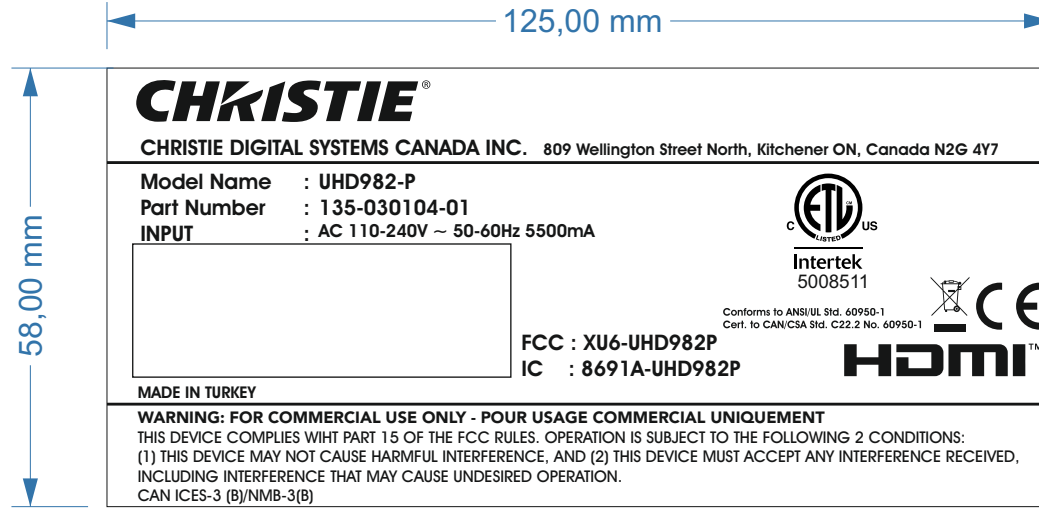 125,00 mm
58,00 mm
CHRISTIE®
CHRISTIE DIGITAL SYSTEMS CANADA INC. 809 Wellington Street North, Kitchener ON, Canada N2G 4Y7
Model Name : UHD982-P
Part Number : 135-030104-01
INPUT : AC 110-240V ~ 50-60Hz 5500mA
ETL CM
C LISTED US
Intertek
5008511
Conforms to ANSI/UL Std. 60950-1
Cert. to CAN/CSA Std. C22.2 No. 60950-1
CE
FCC : XU6-UHD982P
IC : 8691A-UHD982P
HDMI™
MADE IN TURKEY
WARNING: FOR COMMERCIAL USE ONLY - POUR USAGE COMMERCIAL UNIQUEMENT
THIS DEVICE COMPLIES WIHT PART 15 OF THE FCC RULES. OPERATION IS SUBJECT TO THE FOLLOWING 2 CONDITIONS:
(1) THIS DEVICE MAY NOT CAUSE HARMFUL INTERFERENCE, AND (2) THIS DEVICE MUST ACCEPT ANY INTERFERENCE RECEIVED,
INCLUDING INTERFERENCE THAT MAY CAUSE UNDESIRED OPERATION.
CAN ICES-3 (B)/NMB-3(B)